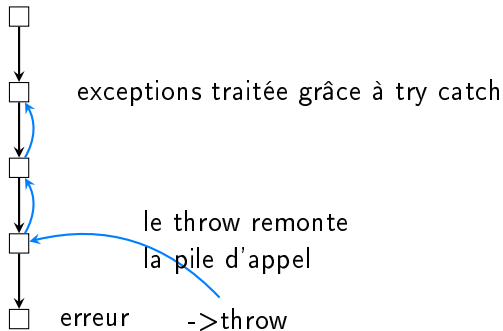 exceptions traitée grâce à try catch
le throw remonte
la pile d'appel
erreur ->throw